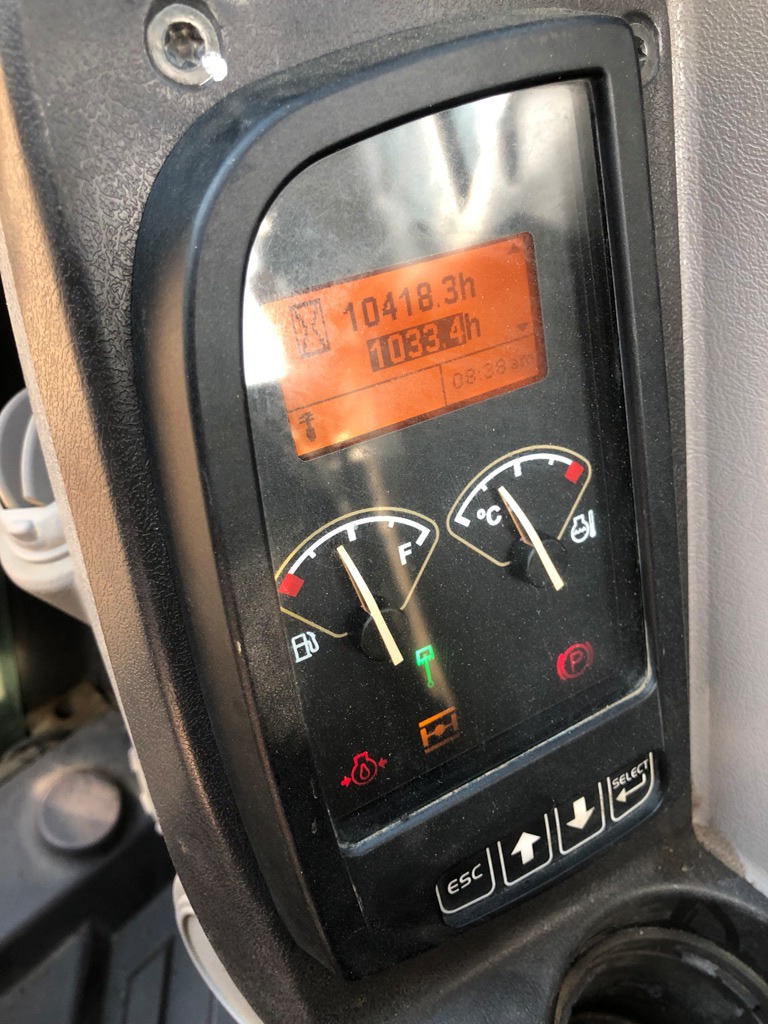 10418.3h
1033.4h
08:38 am
F
°C
P
ESC
SELECT